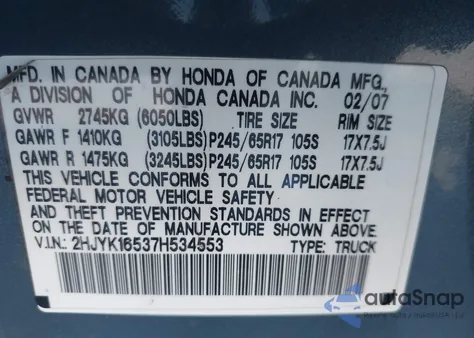 MFD. IN CANADA BY HONDA OF CANADA MFG.,
A DIVISION OF HONDA CANADA INC. 02/07
GVWR 2745KG (6050LBS) TIRE SIZE RIM SIZE
GAWR F 1410KG (3105LBS) P245/65R17 105S 17X7.5J
GAWR R 1475KG (3245LBS) P245/65R17 105S 17X7.5J
THIS VEHICLE CONFORMS TO ALL APPLICABLE
FEDERAL MOTOR VEHICLE SAFETY
AND THEFT PREVENTION STANDARDS IN EFFECT
ON THE DATE OF MANUFACTURE SHOWN ABOVE.
V.I.N.: 2HJYK16537H534553 TYPE: TRUCK
autaSnap